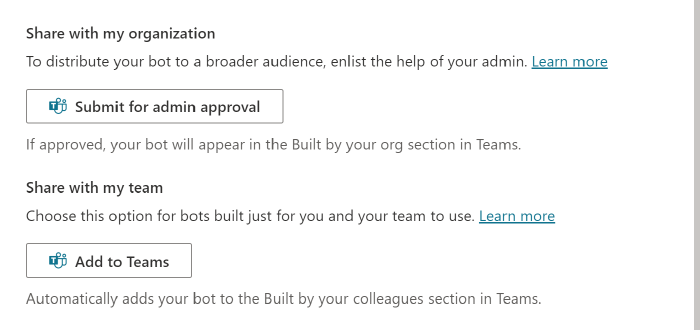 Share with my organization
To distribute your bot to a broader audience, enlist the help of your admin. Learn more
Submit for admin approval
If approved, your bot will appear in the Built by your org section in Teams.
Share with my team
Choose this option for bots built just for you and your team to use. Learn more
Add to Teams
Automatically adds your bot to the Built by your colleagues section in Teams.